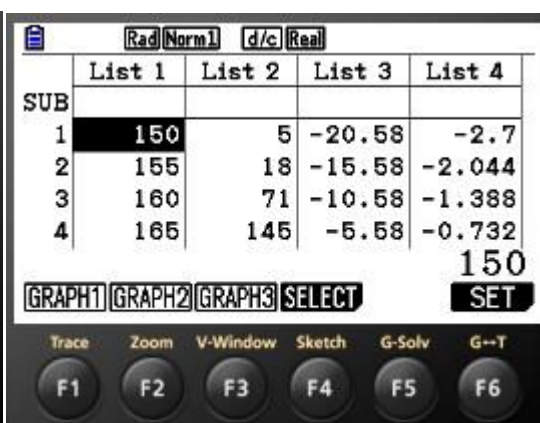 Rad Norm1 d/c Real
List 1 List 2 List 3 List 4
SUB
1 150 5 -20.58 -2.7
2 155 18 -15.58 -2.044
3 160 71 -10.58 -1.388
4 165 145 -5.58 -0.732
150
GRAPH1 GRAPH2 GRAPH3 SELECT SET
Trace Zoom V-Window Sketch G-Solv G↔T
F1 F2 F3 F4 F5 F6